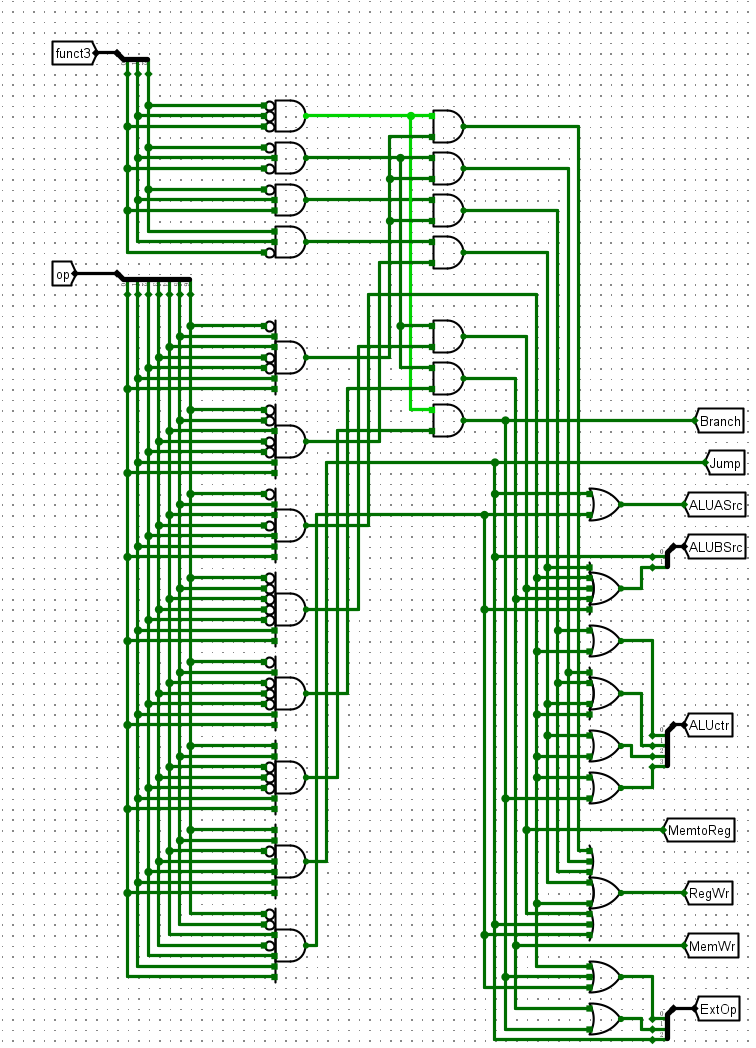 funct3
op
Branch
Jump
ALUASrc
ALUBSrc
ALUctr
MemtoReg
RegWr
MemWr
ExtOp